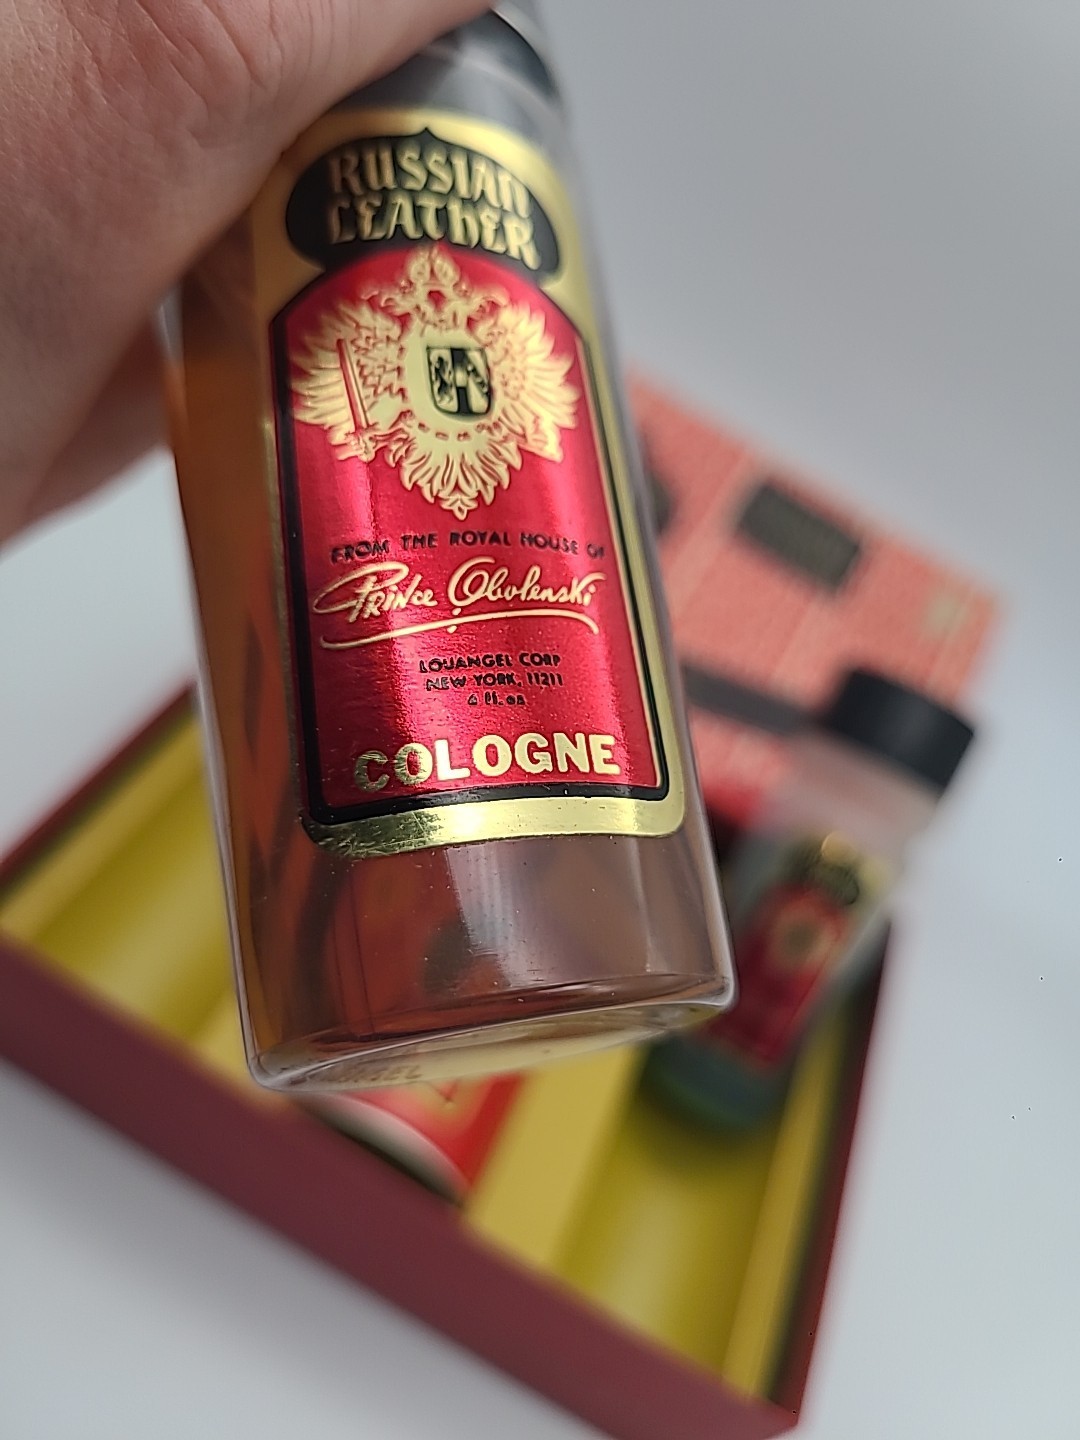 RUSSIAN
LEATHER
FROM THE ROYAL HOUSE OF
Prince Obolenski
LOUANGEL CORP
NEW YORK, 11211
4 fl. oz
COLOGNE